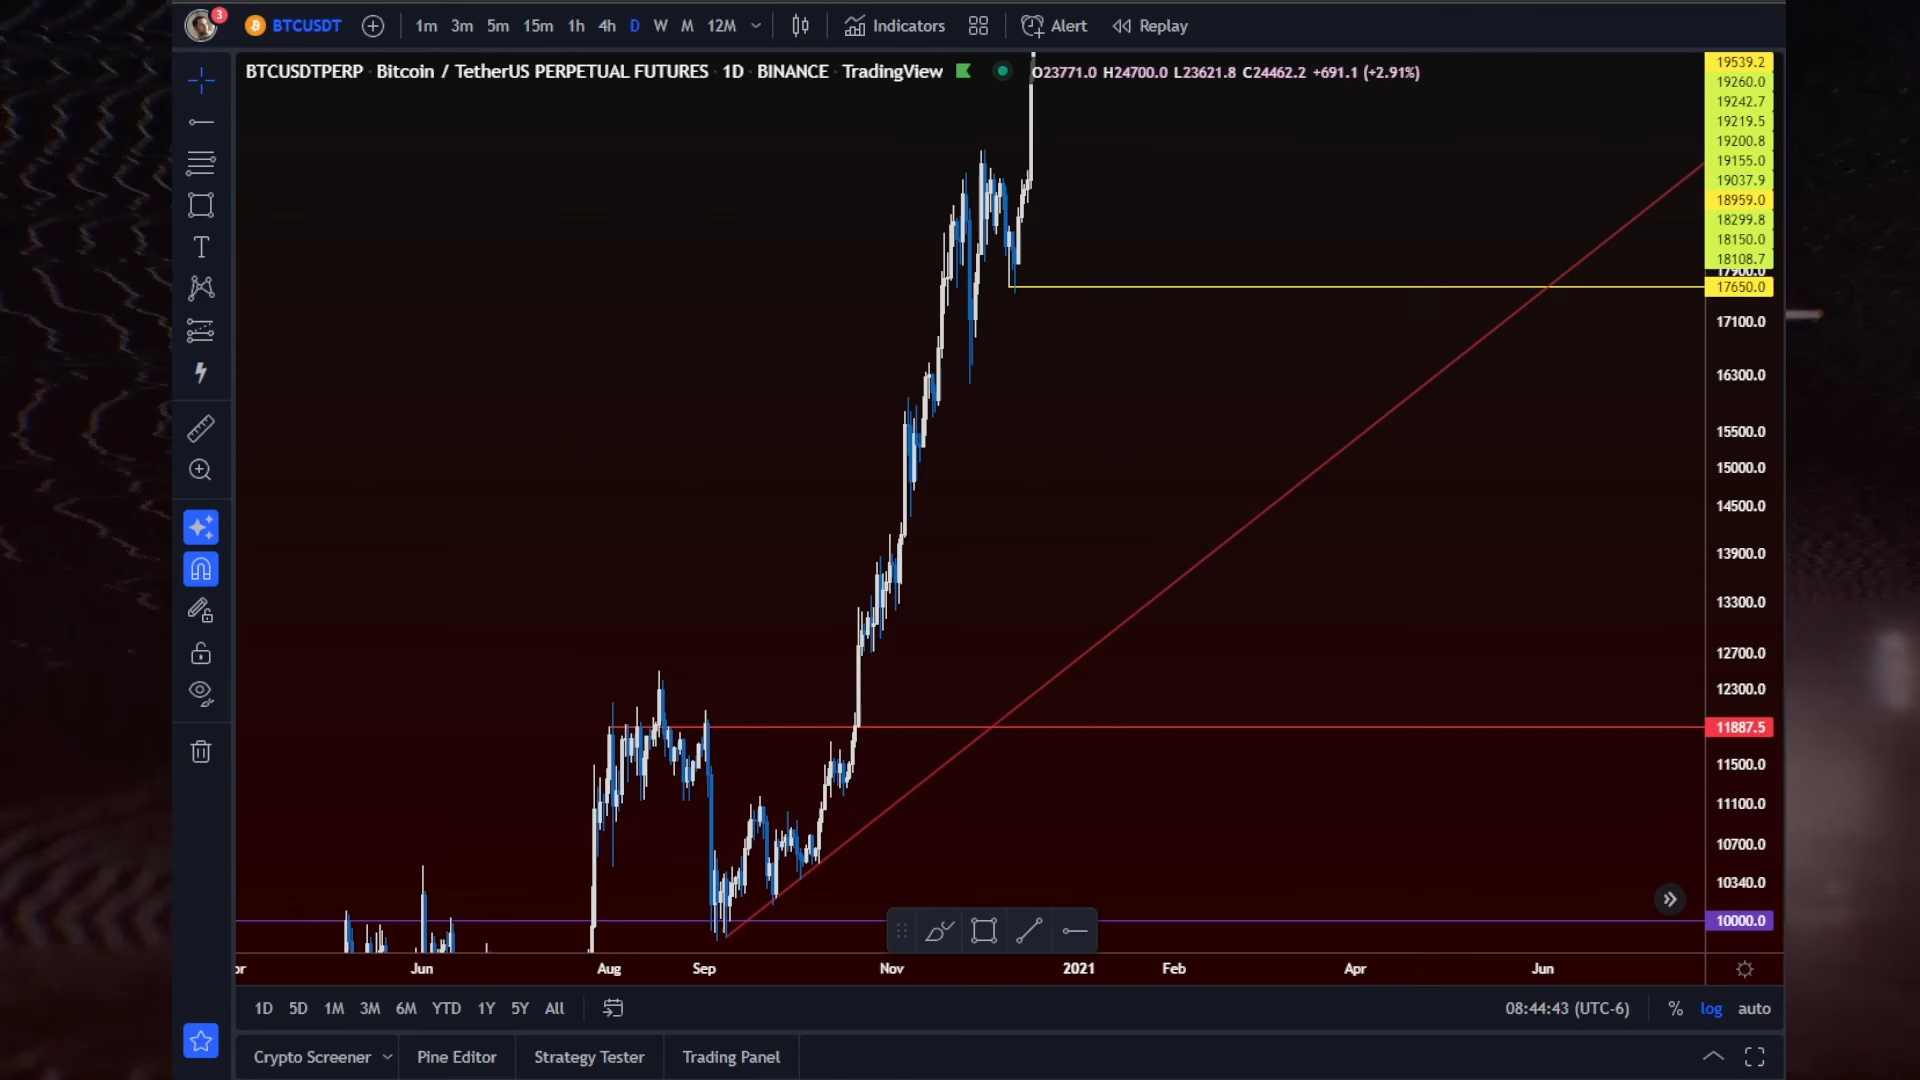 3
BTCUSDT
1m 3m 5m 15m 1h 4h D W M 12M
Indicators
Alert
Replay
BTCUSDTPERP · Bitcoin / TetherUS PERPETUAL FUTURES · 1D · BINANCE · TradingView
O23771.0 H24700.0 L23621.8 C24462.2 +691.1 (+2.91%)
19539.2
19260.0
19242.7
19219.5
19200.8
19155.0
19037.9
18959.0
18299.8
18150.0
18108.7
17900.0
17650.0
17100.0
16300.0
15500.0
15000.0
14500.0
13900.0
13300.0
12700.0
12300.0
11887.5
11500.0
11100.0
10700.0
10340.0
10000.0
or Jun Aug Sep Nov 2021 Feb Apr Jun
1D 5D 1M 3M 6M YTD 1Y 5Y All
08:44:43 (UTC-6) % log auto
Crypto Screener
Pine Editor
Strategy Tester
Trading Panel
T